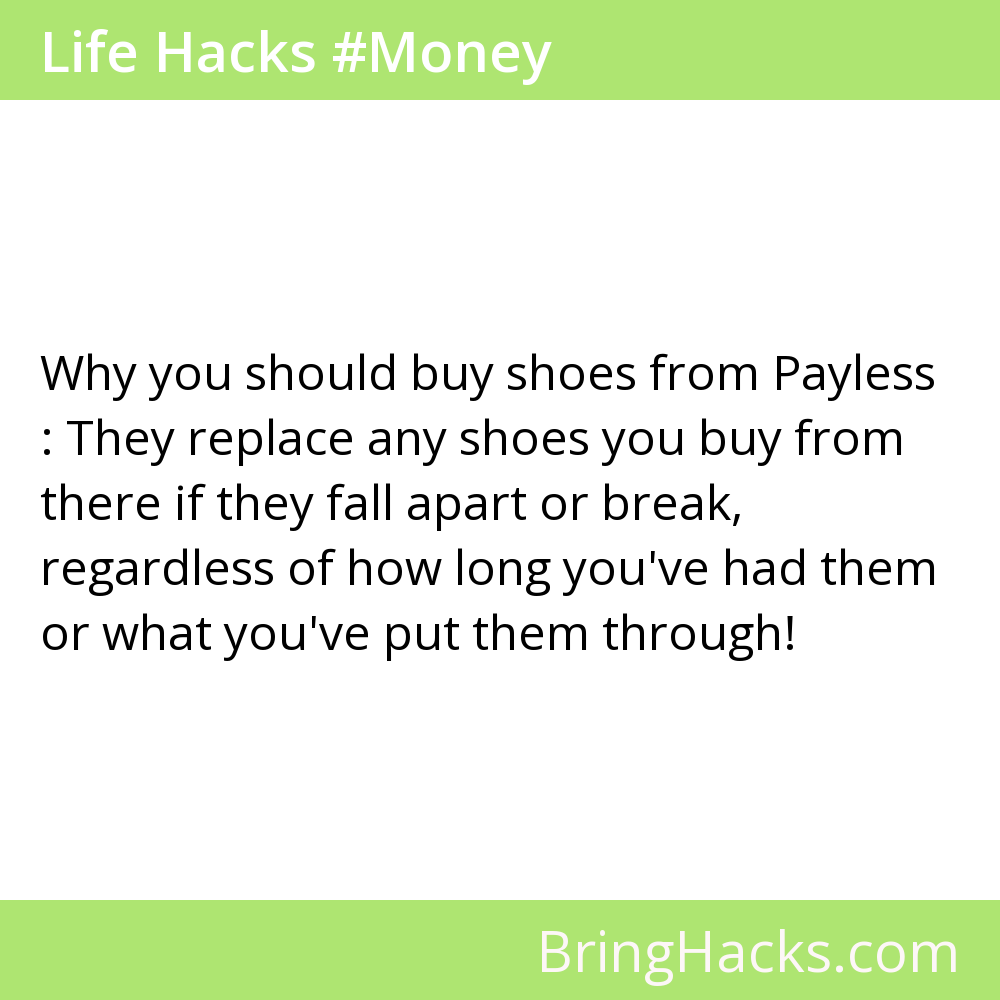 Life Hacks #Money
Why you should buy shoes from Payless
: They replace any shoes you buy from
there if they fall apart or break,
regardless of how long you've had them
or what you've put them through!
BringHacks.com